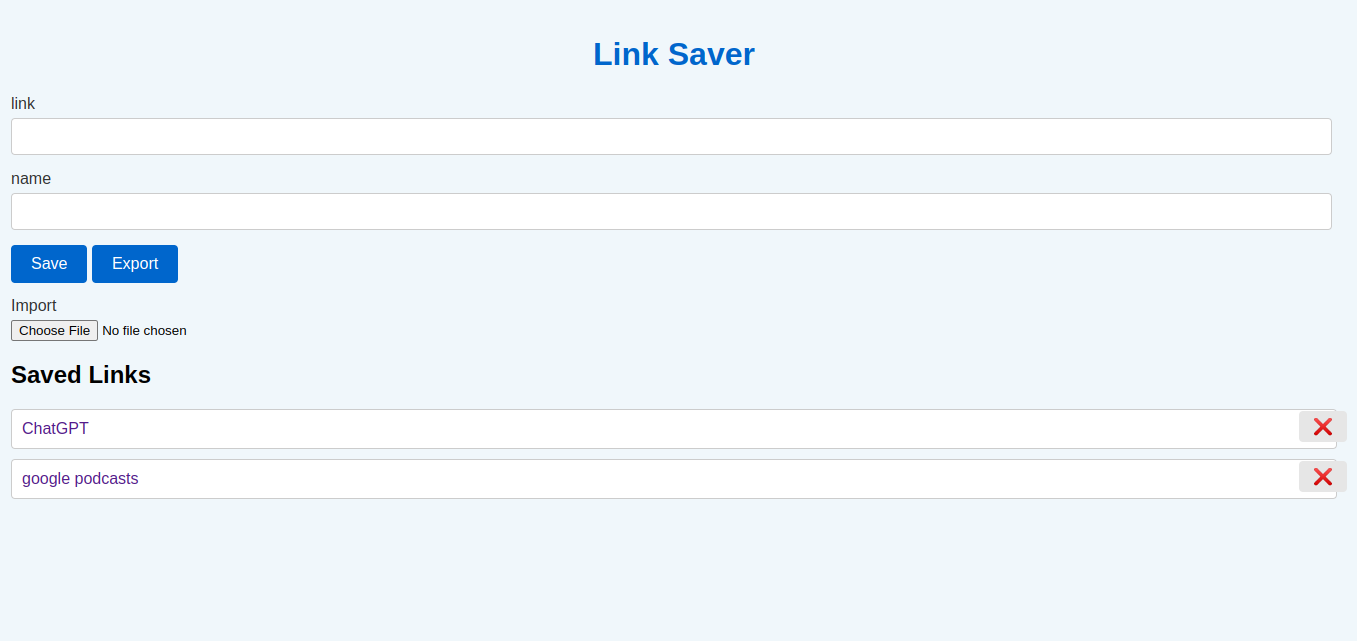 Link Saver
link
name
Save Export
Import
Choose File No file chosen
Saved Links
ChatGPT
google podcasts